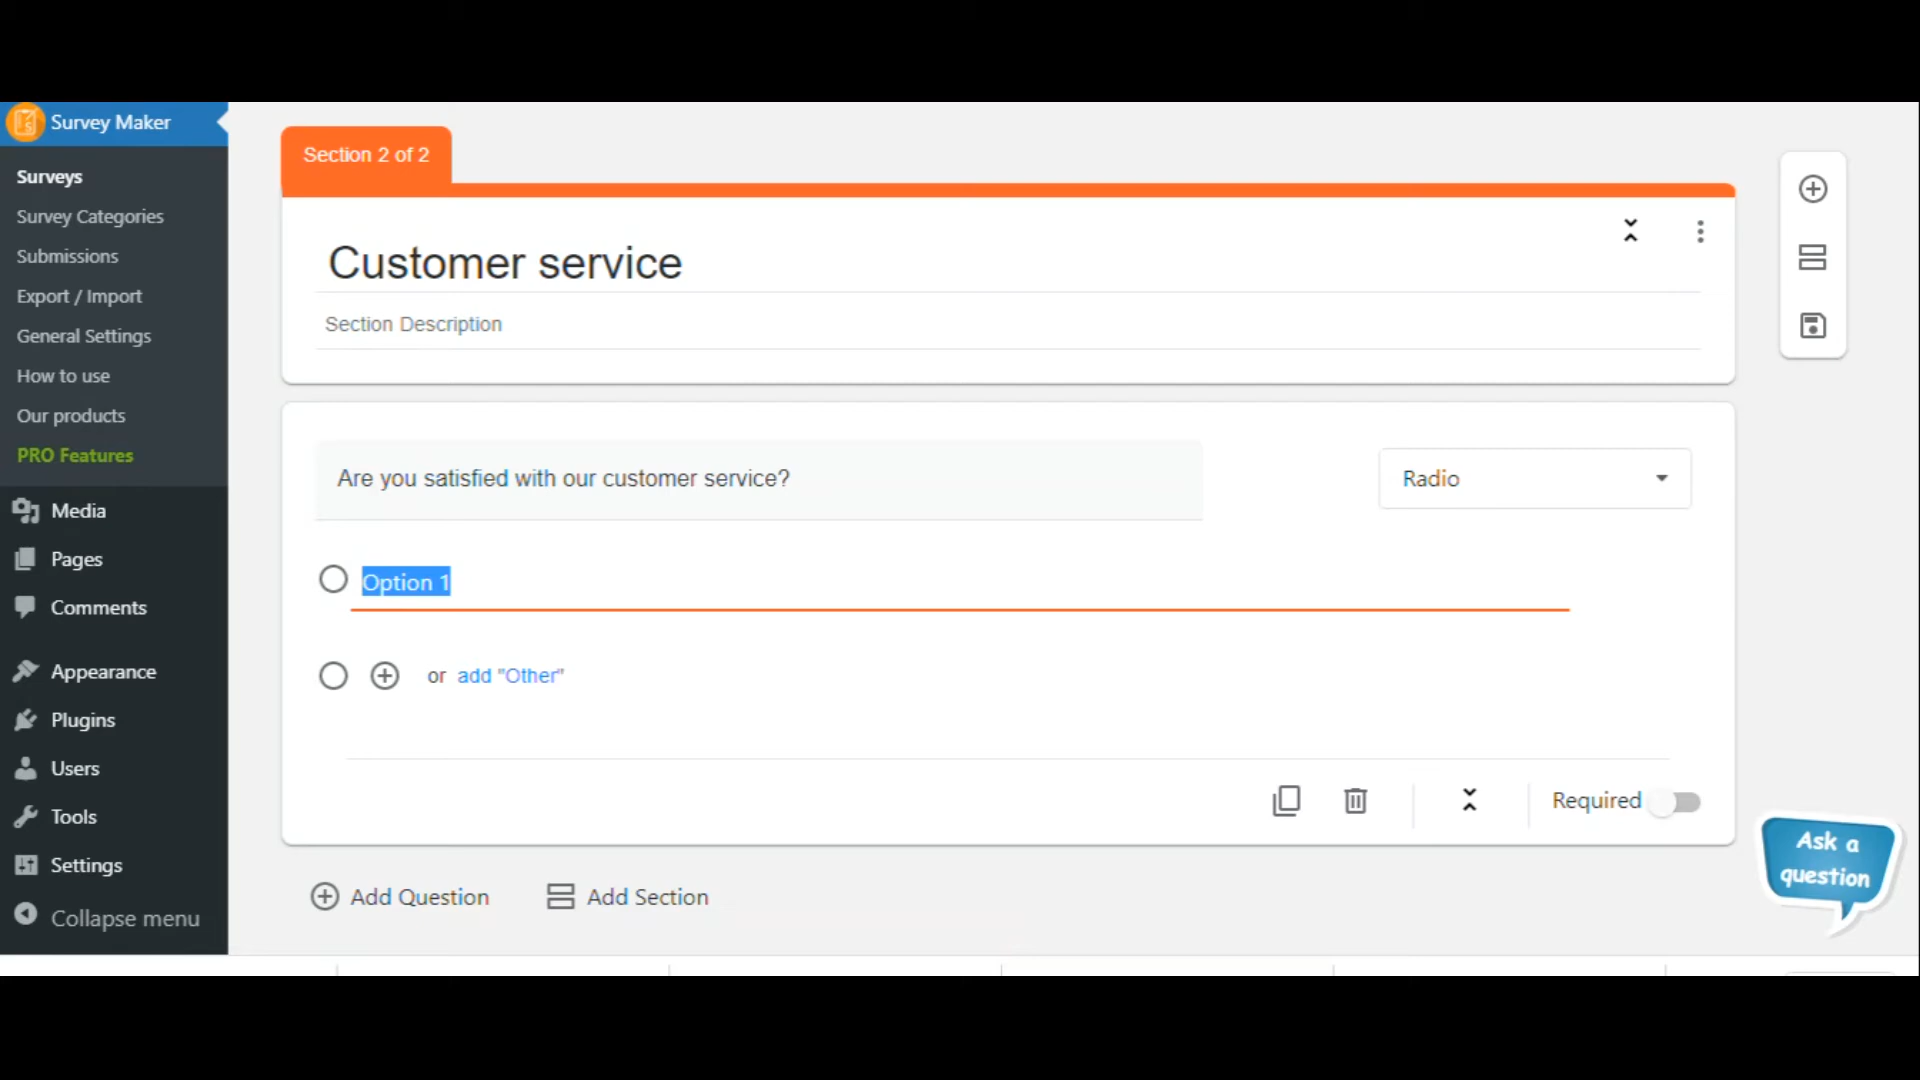 Survey Maker
Surveys
Survey Categories
Submissions
Export / Import
General Settings
How to use
Our products
PRO Features
Media
Pages
Comments
Appearance
Plugins
Users
Tools
Settings
Collapse menu
Section 2 of 2
Customer service
Section Description
Are you satisfied with our customer service?
Radio
Option 1
or add "Other"
Required
Add Question
Add Section
Ask a
question